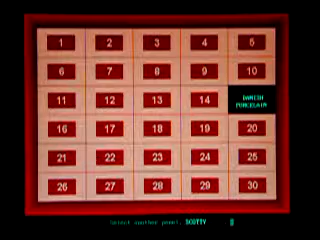 1 2 3 4 5
6 7 8 9 10
11 12 13 14 DANISH
PORCELAIN
16 17 18 19 20
21 22 23 24 25
26 27 28 29 30
Select another panel, SCOTTY